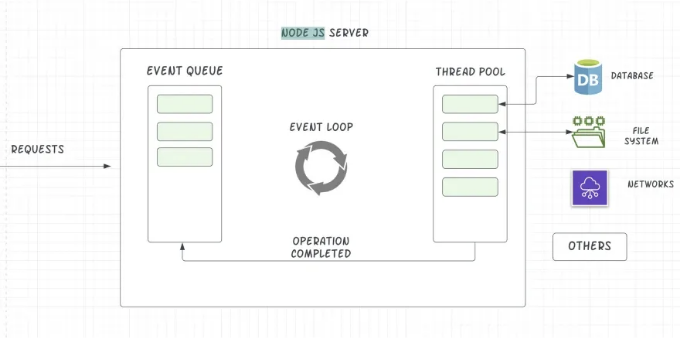 NODE JS SERVER
EVENT QUEUE
THREAD POOL
DB
DATABASE
EVENT LOOP
FILE
SYSTEM
REQUESTS
NETWORKS
OPERATION
COMPLETED
OTHERS